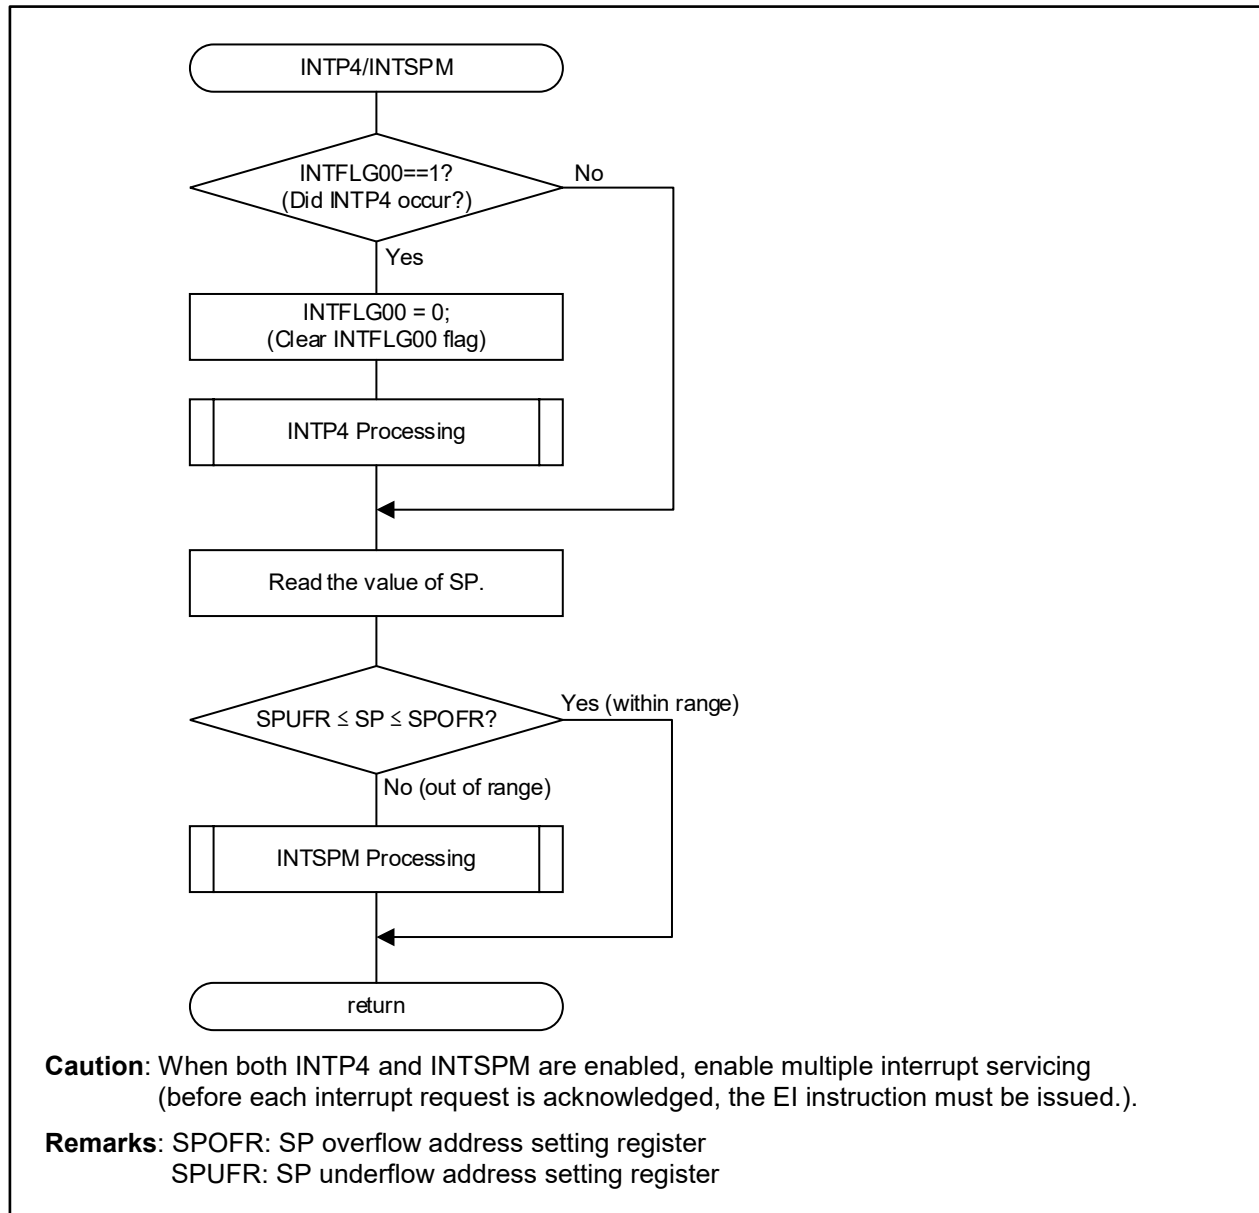 INTP4/INTSPM
INTFLG00==1?
(Did INTP4 occur?)
No
Yes
INTFLG00 = 0;
(Clear INTFLG00 flag)
INTP4 Processing
Read the value of SP.
SPUFR ≤ SP ≤ SPOFR?
Yes (within range)
No (out of range)
INTSPM Processing
return
Caution: When both INTP4 and INTSPM are enabled, enable multiple interrupt servicing
(before each interrupt request is acknowledged, the EI instruction must be issued.).
Remarks: SPOFR: SP overflow address setting register
SPUFR: SP underflow address setting register